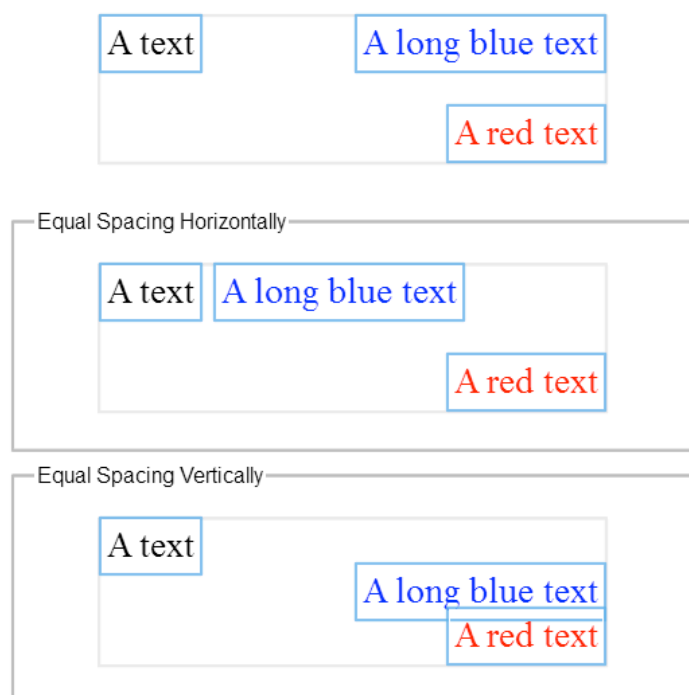 A text A long blue text
A red text
Equal Spacing Horizontally
A text A long blue text
A red text
Equal Spacing Vertically
A text
A long blue text
A red text